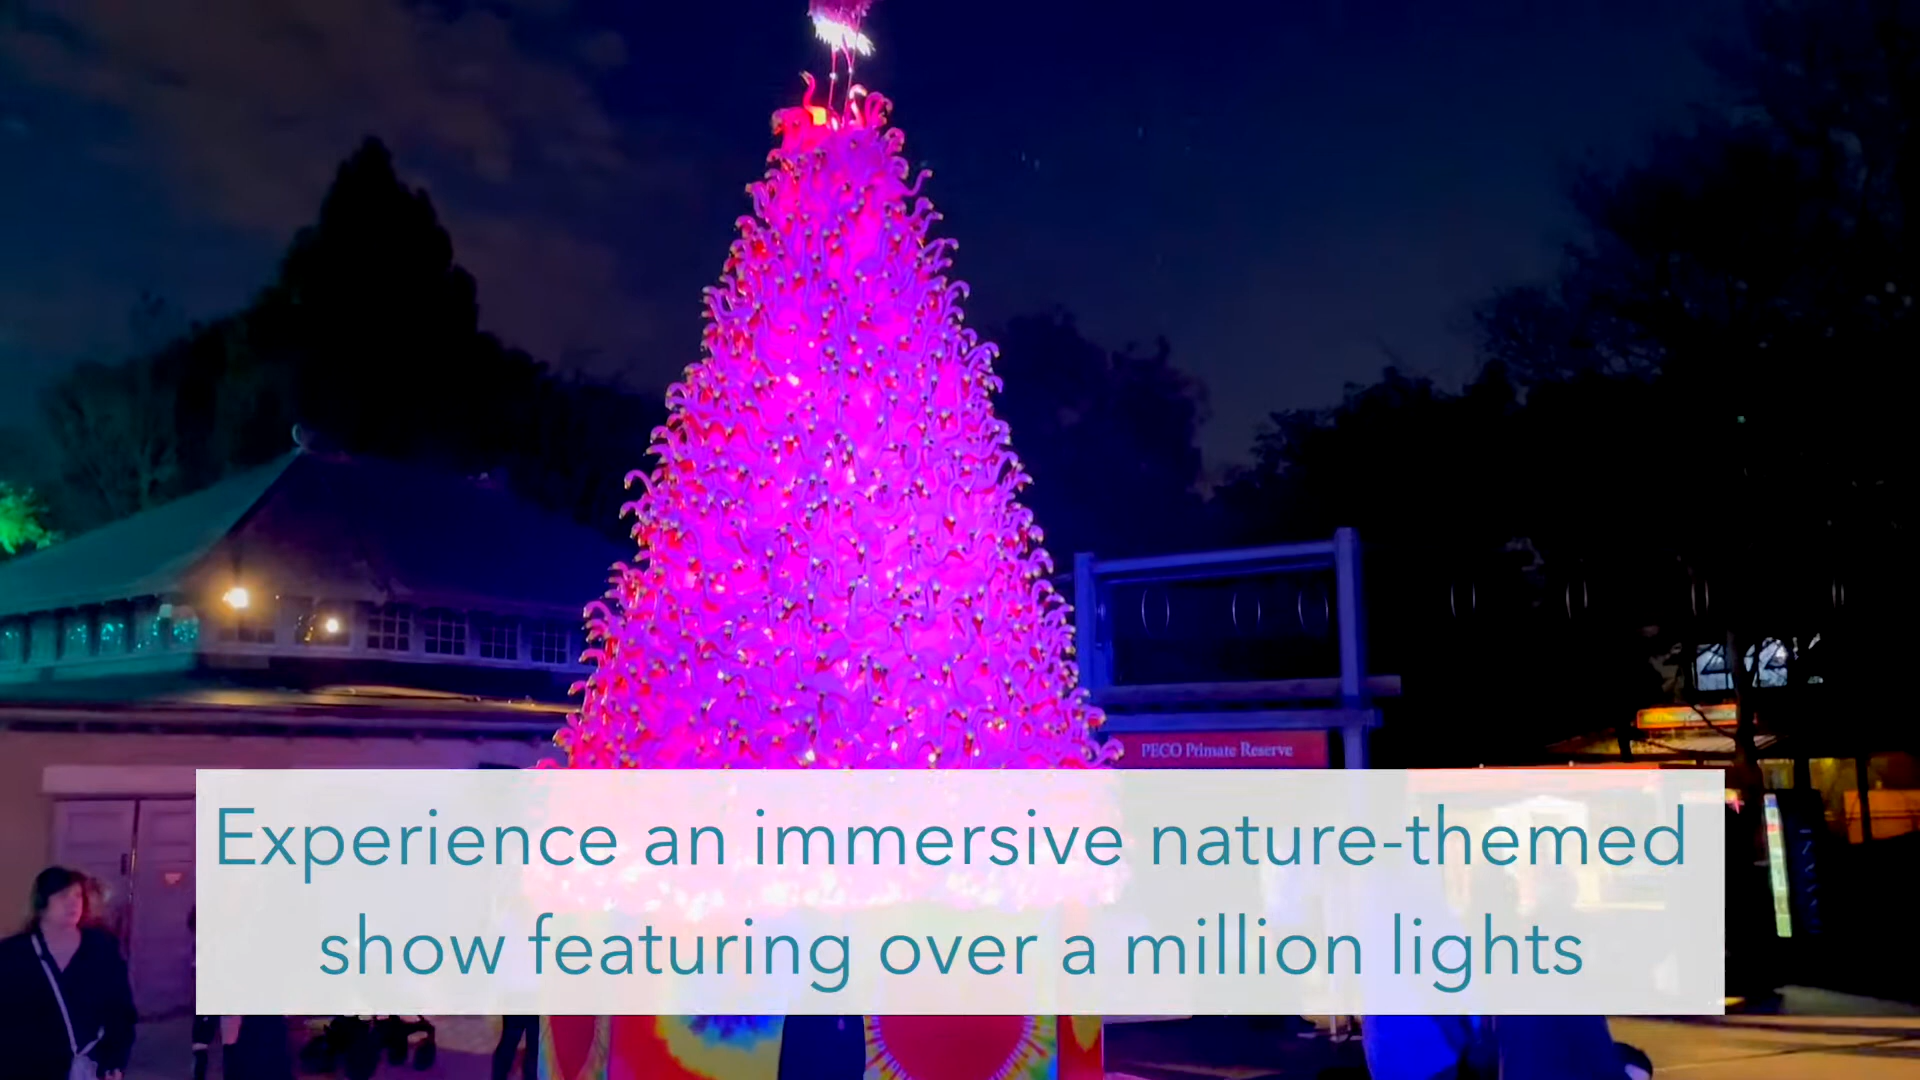 PECO Primate Reserve
Experience an immersive nature-themed
show featuring over a million lights